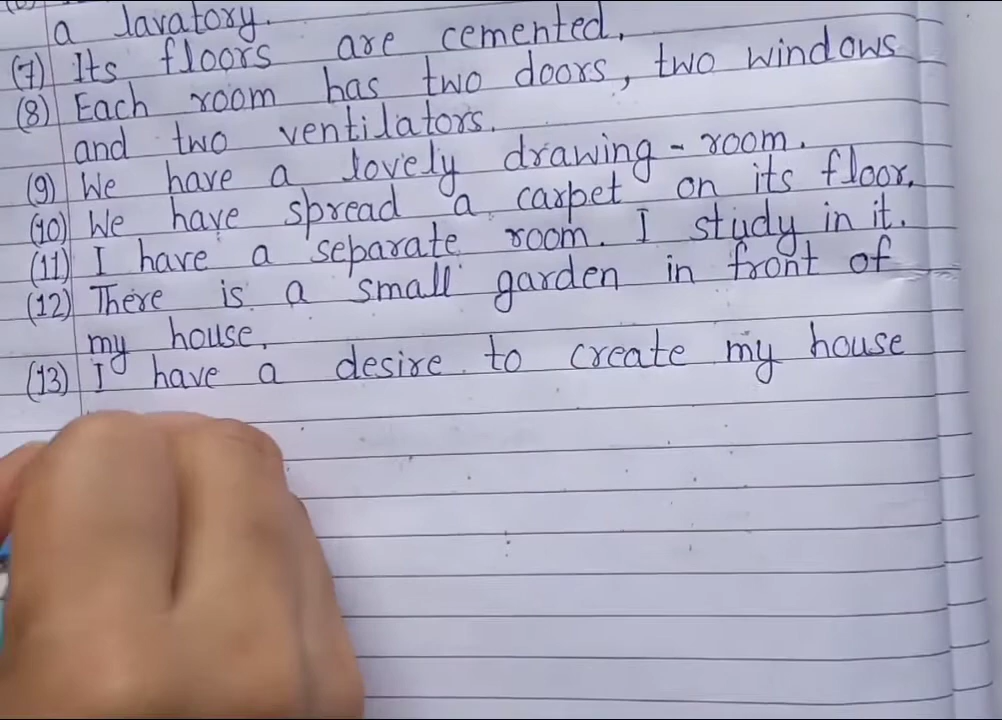 a lavatory.
(7) Its floors are cemented.
(8) Each room has two doors, two windows
and two ventilators.
(9) We have a lovely drawing-room.
(10) We have spread a carpet on its floor.
(11) I have a separate room. I study in it.
(12) There is a small garden in front of
my house.
(13) I have a desire to create my house